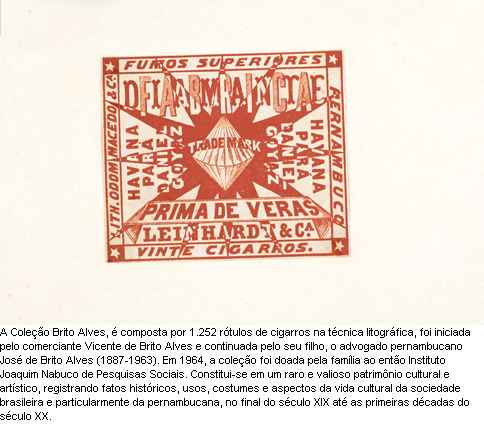 FUMOS SUPERIORES
DFIAABMRAINCTAE
MACEDO & Cª
HAVANA
PARA
DANIEL
GOYAZ
TRADE MARK
GOYAZ
DANIEL
PARA
HAVANA
PERNAMBUCO
PRIMA DE VERAS
LEINHARDT & Cª
VINTE CIGARROS.
A Coleção Brito Alves, é composta por 1.252 rótulos de cigarros na técnica litográfica, foi iniciada
pelo comerciante Vicente de Brito Alves e continuada pelo seu filho, o advogado pernambucano
José de Brito Alves (1887-1963). Em 1964, a coleção foi doada pela família ao então Instituto
Joaquim Nabuco de Pesquisas Sociais. Constitui-se em um raro e valioso patrimônio cultural e
artístico, registrando fatos históricos, usos, costumes e aspectos da vida cultural da sociedade
brasileira e particularmente da pernambucana, no final do século XIX até as primeiras décadas do
século XX.